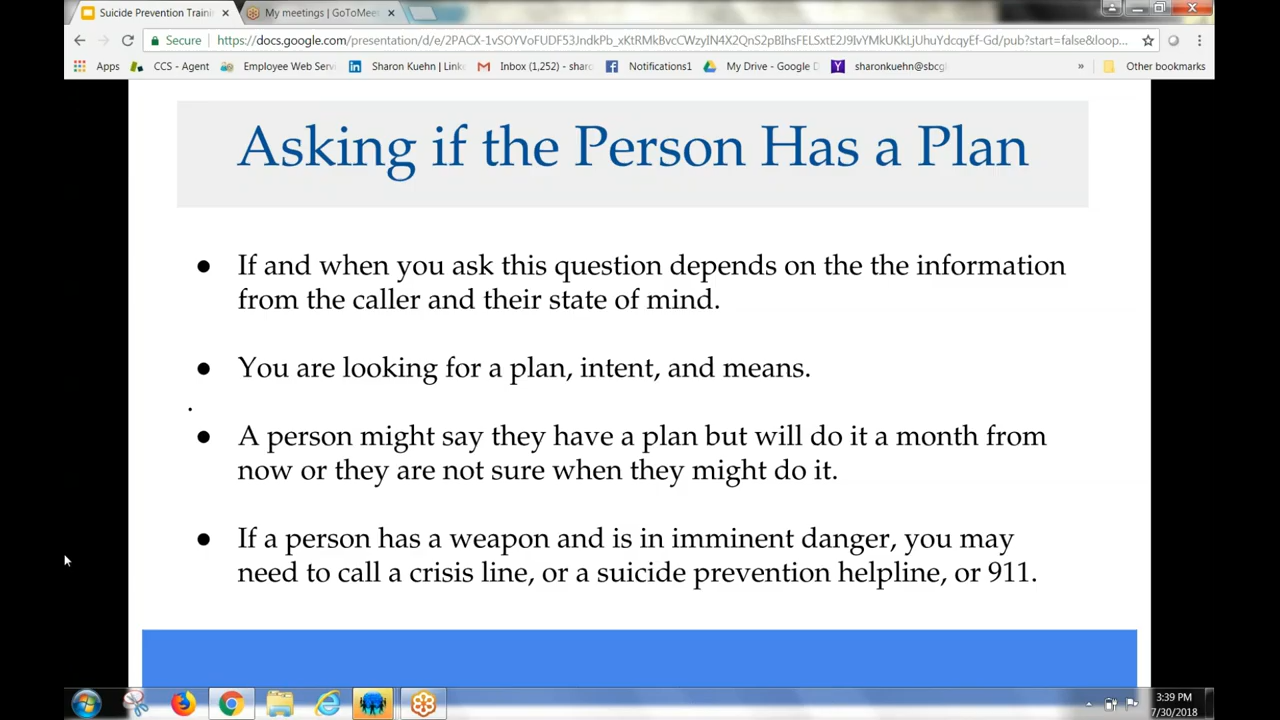 Suicide Prevention Traini
My meetings | GoToMee
Secure
https://docs.google.com/presentation/d/e/2PACX-1vSOYVoFUDF53JndkPb_xKtRMkBvcCWzyIN4X2QnS2pBIhsFELSxtE2J9IvYMkUKkLjUhuYdcqyEf-Gd/pub?start=false&loop...
Apps
CCS - Agent
Employee Web Servi
Sharon Kuehn | Link
Inbox (1,252) - sharo
Notifications1
My Drive - Google D
sharonkuehn@sbcg
»
Other bookmarks
Asking if the Person Has a Plan
● If and when you ask this question depends on the the information
from the caller and their state of mind.
● You are looking for a plan, intent, and means.
.
● A person might say they have a plan but will do it a month from
now or they are not sure when they might do it.
● If a person has a weapon and is in imminent danger, you may
need to call a crisis line, or a suicide prevention helpline, or 911.
3:39 PM
7/30/2018